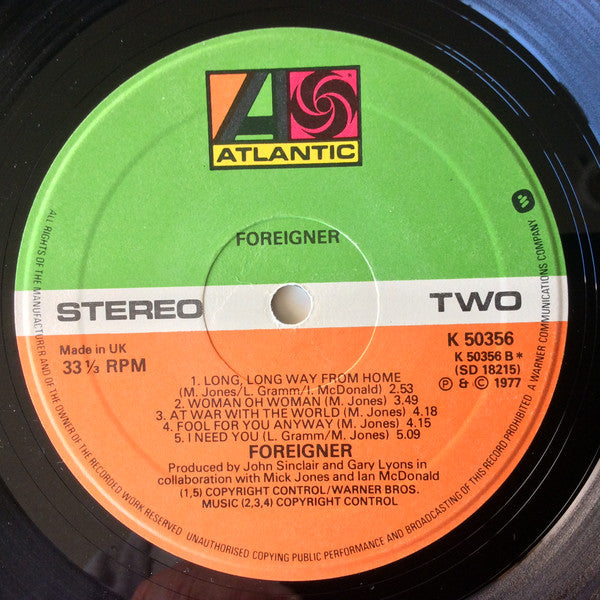 ATLANTIC
FOREIGNER
STEREO
TWO
Made in UK
33 ⅓ RPM
K 50356
K 50356 B*
(SD 18215)
Ⓟ & © 1977
1. LONG, LONG WAY FROM HOME
(M. Jones/L. Gramm/I. McDonald) 2.53
2. WOMAN OH WOMAN (M. Jones) 3.49
3. AT WAR WITH THE WORLD (M. Jones) 4.18
4. FOOL FOR YOU ANYWAY (M. Jones) 4.15
5. I NEED YOU (L. Gramm/M. Jones) 5.09
FOREIGNER
Produced by John Sinclair and Gary Lyons in
collaboration with Mick Jones and Ian McDonald
(1,5) COPYRIGHT CONTROL/WARNER BROS.
MUSIC (2,3,4) COPYRIGHT CONTROL
ALL RIGHTS OF THE MANUFACTURER AND OF THE OWNER OF THE RECORDED WORK RESERVED
UNAUTHORISED COPYING PUBLIC PERFORMANCE AND BROADCASTING OF THIS RECORD PROHIBITED
A WARNER COMMUNICATIONS COMPANY